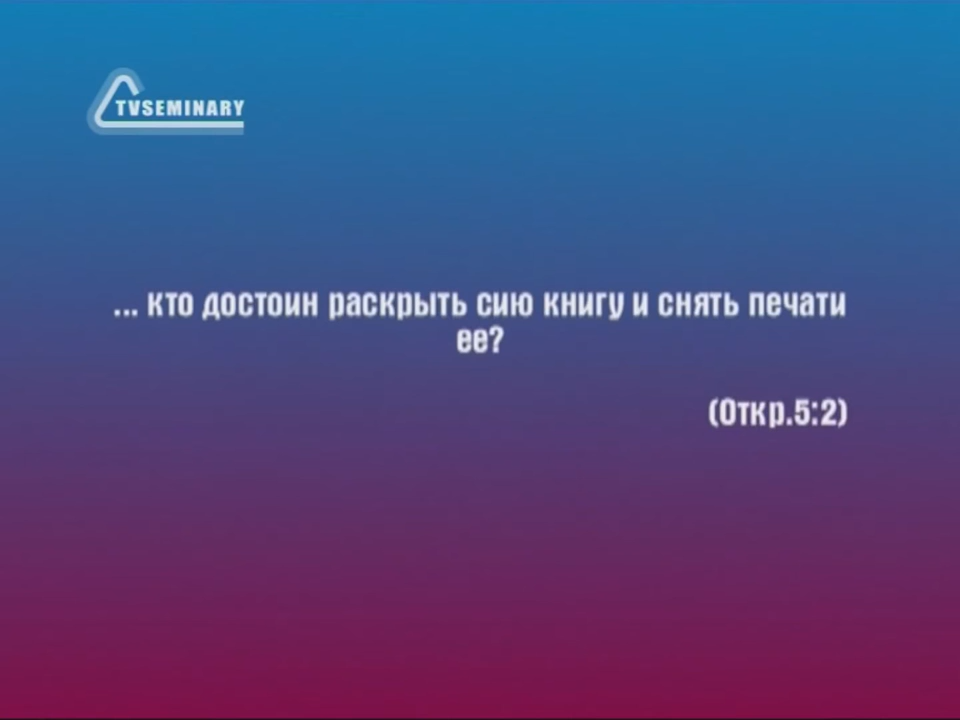 TVSEMINARY
... кто достоин раскрыть сию книгу и снять печати
ее?
(Откр.5:2)